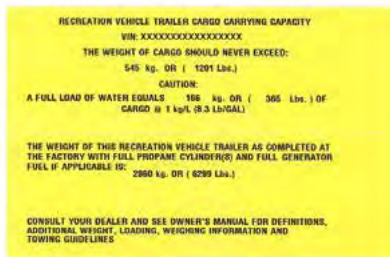 RECREATION VEHICLE TRAILER CARGO CARRYING CAPACITY
VIN: XXXXXXXXXXXXXXXXX
THE WEIGHT OF CARGO SHOULD NEVER EXCEED:
545 kg. OR ( 1201 Lbs.)
CAUTION:
A FULL LOAD OF WATER EQUALS 166 kg. OR ( 365 Lbs. ) OF
CARGO @ 1 kg/L (8.3 Lb/GAL)
THE WEIGHT OF THIS RECREATION VEHICLE TRAILER AS COMPLETED AT
THE FACTORY WITH FULL PROPANE CYLINDER(S) AND FULL GENERATOR
FUEL IF APPLICABLE IS:
2860 kg. OR ( 6299 Lbs.)
CONSULT YOUR DEALER AND SEE OWNER'S MANUAL FOR DEFINITIONS,
ADDITIONAL WEIGHT, LOADING, WEIGHING INFORMATION AND
TOWING GUIDELINES